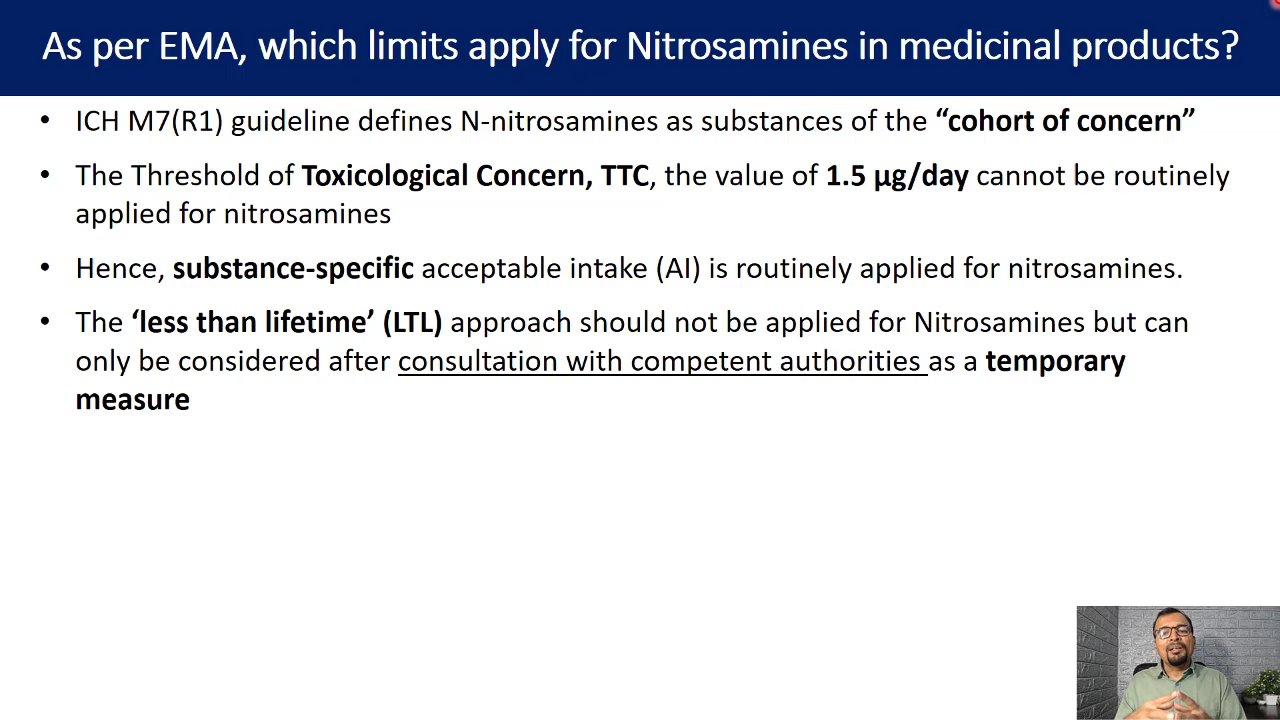 As per EMA, which limits apply for Nitrosamines in medicinal products?
• ICH M7(R1) guideline defines N-nitrosamines as substances of the “cohort of concern”
• The Threshold of Toxicological Concern, TTC, the value of 1.5 µg/day cannot be routinely
applied for nitrosamines
• Hence, substance-specific acceptable intake (AI) is routinely applied for nitrosamines.
• The ‘less than lifetime’ (LTL) approach should not be applied for Nitrosamines but can
only be considered after consultation with competent authorities as a temporary
measure